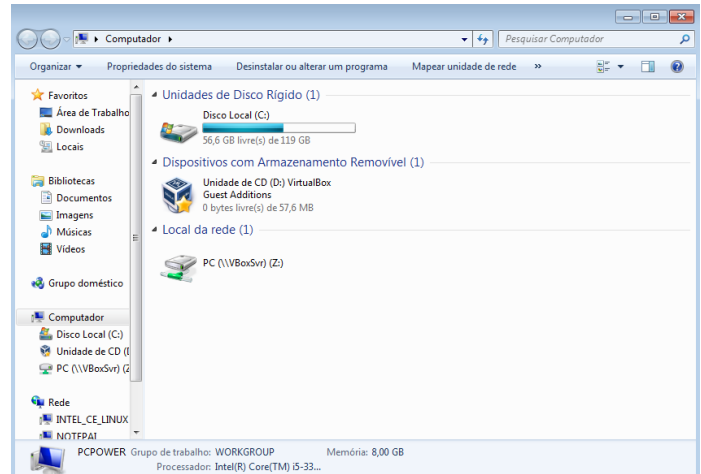 Computador
Pesquisar Computador
Organizar
Propriedades do sistema
Desinstalar ou alterar um programa
Mapear unidade de rede
»
Favoritos
Área de Trabalho
Downloads
Locais
Bibliotecas
Documentos
Imagens
Músicas
Vídeos
Grupo doméstico
Computador
Disco Local (C:)
Unidade de CD (
PC (\\VBoxSvr) (Z
Rede
INTEL_CE_LINUX
NOTEPAI
Unidades de Disco Rígido (1)
Disco Local (C:)
56,6 GB livre(s) de 119 GB
Dispositivos com Armazenamento Removível (1)
Unidade de CD (D:) VirtualBox
Guest Additions
0 bytes livre(s) de 57,6 MB
Local da rede (1)
PC (\\VBoxSvr) (Z:)
PCPOWER Grupo de trabalho: WORKGROUP Memória: 8,00 GB
Processador: Intel(R) Core(TM) i5-33...